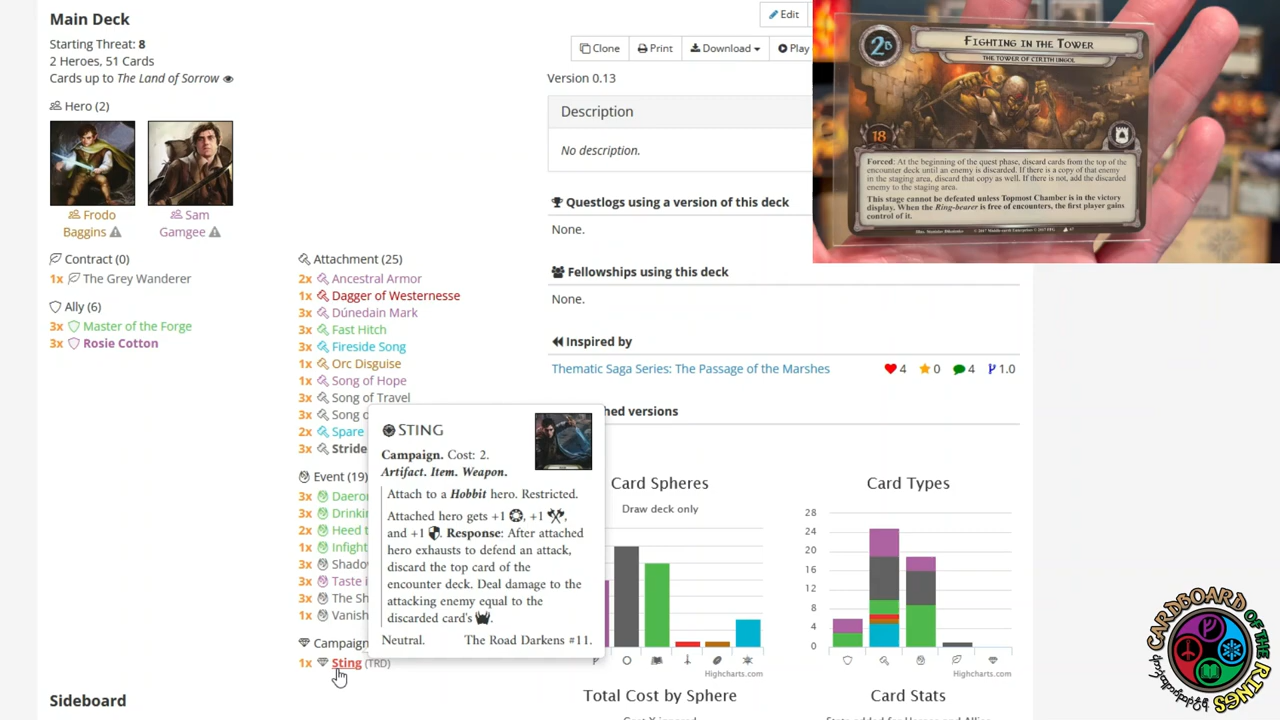 Main Deck
Edit
Starting Threat: 8
2 Heroes, 51 Cards
Cards up to The Land of Sorrow
Clone
Print
Download
Play
Version 0.13
Hero (2)
Frodo
Baggins
Sam
Gamgee
Description
No description.
Questlogs using a version of this deck
None.
Fellowships using this deck
None.
Inspired by
Thematic Saga Series: The Passage of the Marshes
4
0
4
1.0
hed versions
Contract (0)
1x The Grey Wanderer
Ally (6)
3x Master of the Forge
3x Rosie Cotton
Attachment (25)
2x Ancestral Armor
1x Dagger of Westernesse
3x Dúnedain Mark
3x Fast Hitch
3x Fireside Song
1x Orc Disguise
1x Song of Hope
3x Song of Travel
3x Song o
2x Spare
3x Stride
Event (19)
3x Daeron
3x Drinki
2x Heed t
1x Infight
3x Shado
3x Taste i
3x The Sh
1x Vanish
Campaign
1x Sting (TRD)
Sideboard
STING
Campaign. Cost: 2.
Artifact. Item. Weapon.
Attach to a Hobbit hero. Restricted.
Attached hero gets +1 , +1 ,
and +1 . Response: After attached
hero exhausts to defend an attack,
discard the top card of the
encounter deck. Deal damage to the
attacking enemy equal to the
discarded card's .
Neutral. The Road Darkens #11.
Card Spheres
Draw deck only
Highcharts.com
Total Cost by Sphere
Card Types
28
24
20
16
12
8
4
0
Highcharts.com
Card Stats
2B
FIGHTING IN THE TOWER
THE TOWER OF CIRITH UNGOL
18
Forced: At the beginning of the quest phase, discard cards from the top of the
encounter deck until an enemy is discarded. If there is a copy of that enemy
in the staging area, discard that copy as well. If there is not, add the discarded
enemy to the staging area.
This stage cannot be defeated unless Topmost Chamber is in the victory
display. When the Ring-bearer is free of encounters, the first player gains
control of it.
CARDBOARD OF THE RINGS